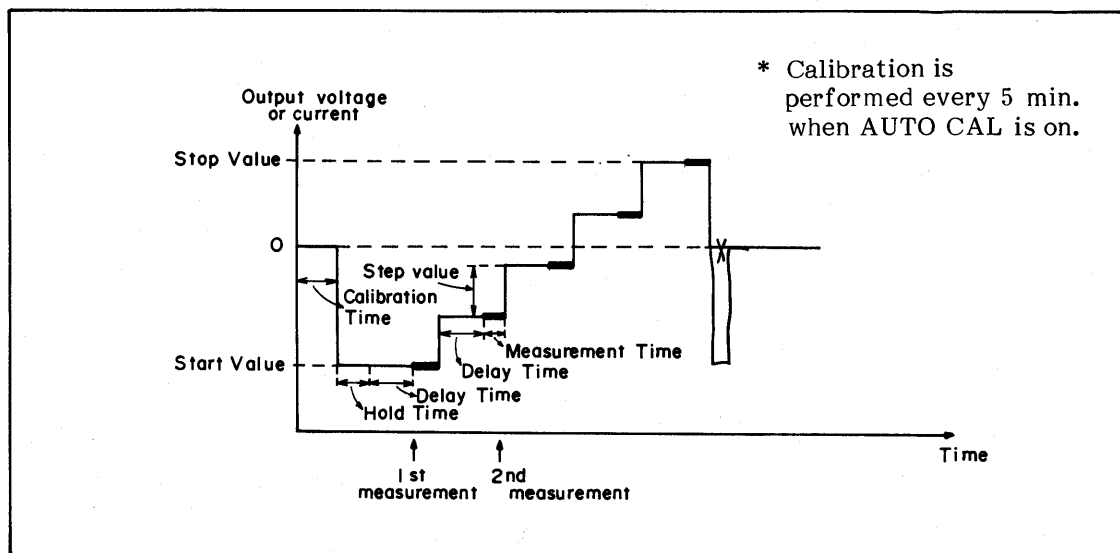 * Calibration is
performed every 5 min.
when AUTO CAL is on.
Output voltage
or current
Stop Value
0
Step value
Calibration
Time
Measurement Time
Delay Time
Start Value
Delay Time
Hold Time
Time
1st
measurement
2nd
measurement